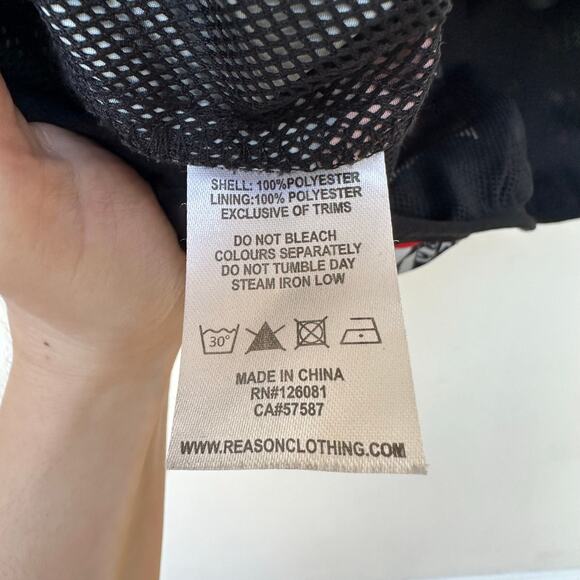 SHELL: 100%POLYESTER
LINING:100% POLYESTER
EXCLUSIVE OF TRIMS
DO NOT BLEACH
COLOURS SEPARATELY
DO NOT TUMBLE DAY
STEAM IRON LOW
30°
MADE IN CHINA
RN#126081
CA#57587
WWW.REASONCLOTHING.COM